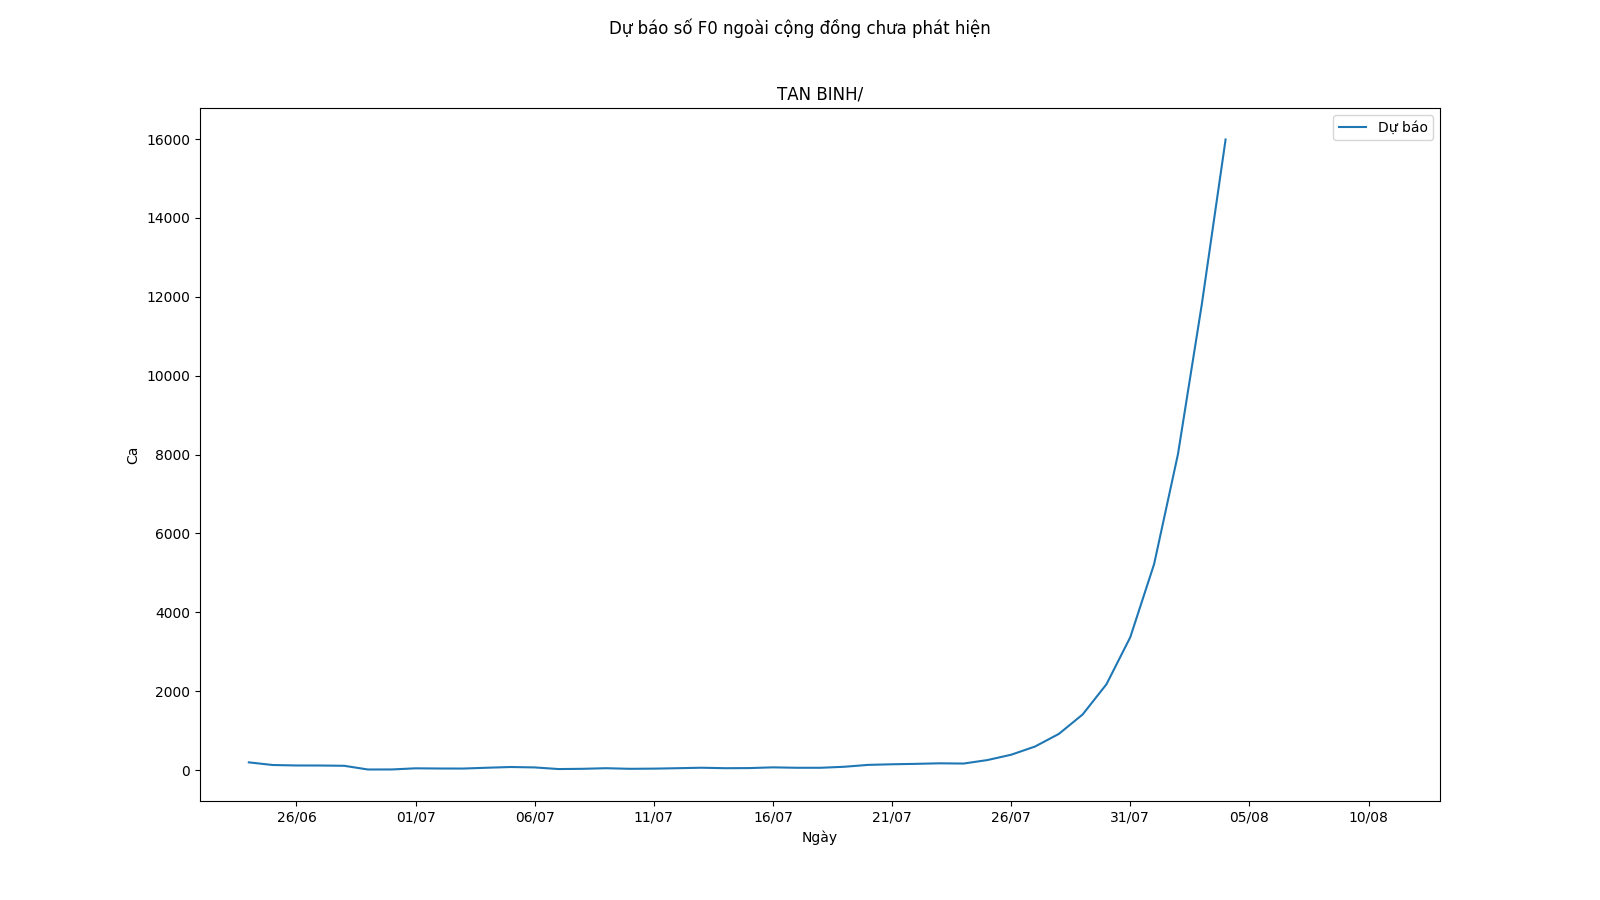 Dự báo số F0 ngoài cộng đồng chưa phát hiện
TAN BINH/
Dự báo
16000
14000
12000
10000
8000
6000
4000
2000
0
Ca
26/06 01/07 06/07 11/07 16/07 21/07 26/07 31/07 05/08 10/08
Ngày